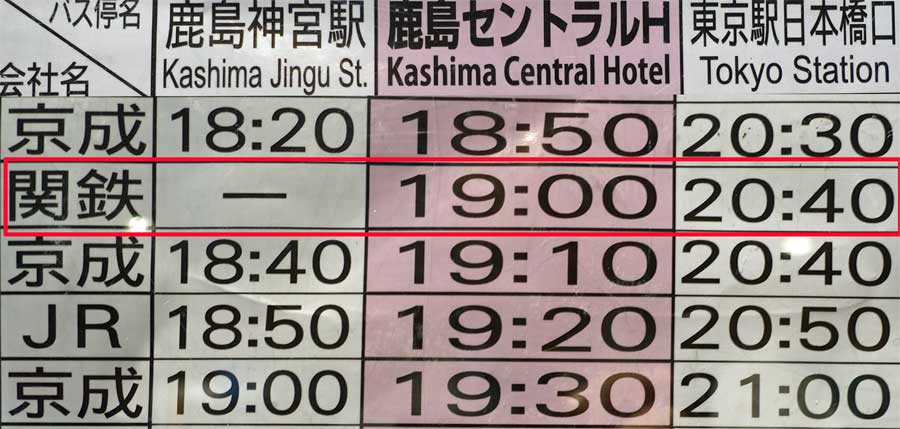 バス停名
会社名
鹿島神宮駅
Kashima Jingu St.
鹿島セントラルH
Kashima Central Hotel
東京駅日本橋口
Tokyo Station
京成 18:20 18:50 20:30
関鉄 — 19:00 20:40
京成 18:40 19:10 20:40
JR 18:50 19:20 20:50
京成 19:00 19:30 21:00